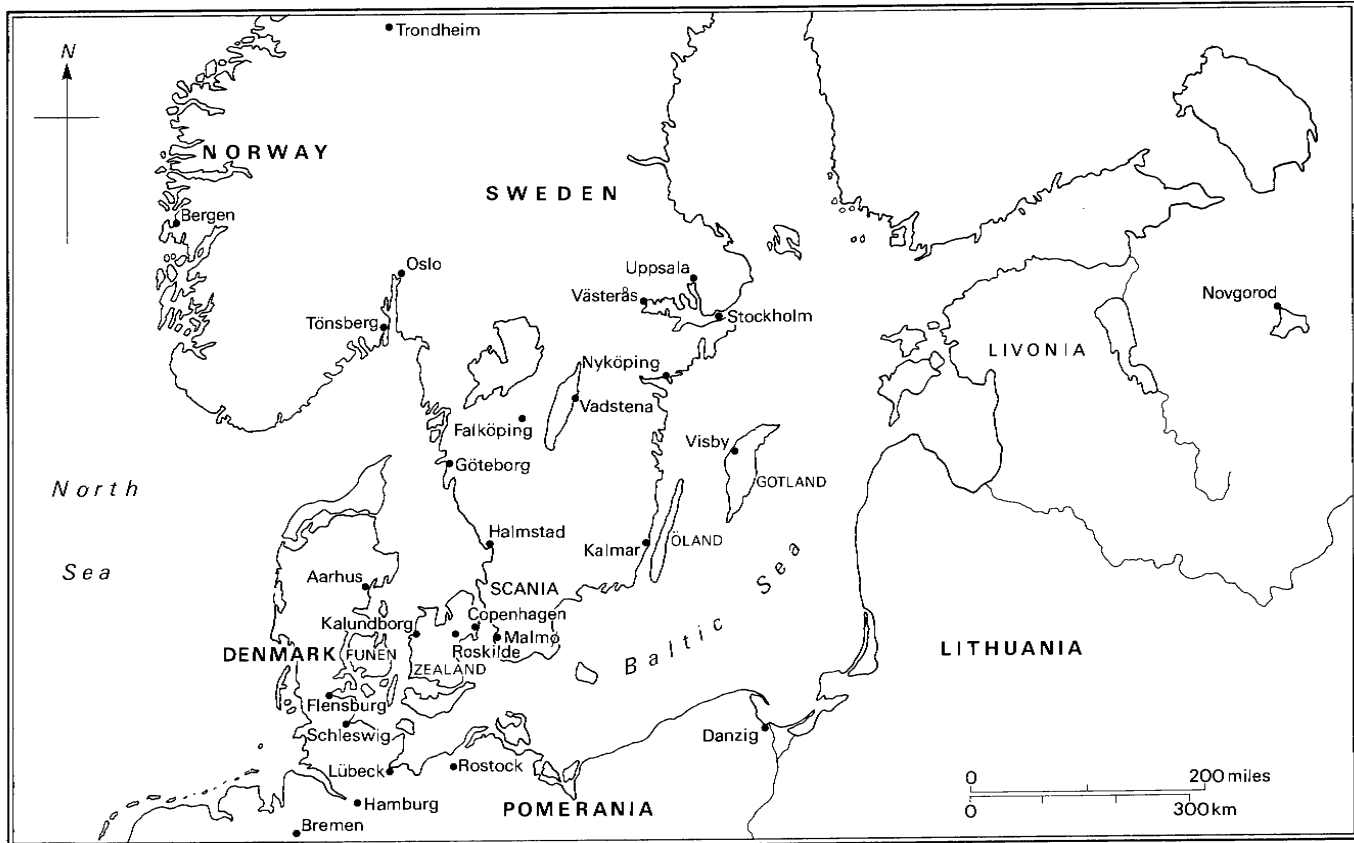 Trondheim
N
NORWAY
SWEDEN
Bergen
Oslo
Uppsala
Västerås
Stockholm
Novgorod
Tönsberg
LIVONIA
Nyköping
Vadstena
Falköping
Visby
Göteborg
GOTLAND
North
Sea
Halmstad
Kalmar
ÖLAND
Aarhus
SCANIA
Baltic Sea
Copenhagen
Kalundborg
Malmø
Roskilde
DENMARK
FUNEN
ZEALAND
LITHUANIA
Flensburg
Schleswig
Danzig
Lübeck
Rostock
Hamburg
POMERANIA
Bremen
0 200 miles
0 300 km